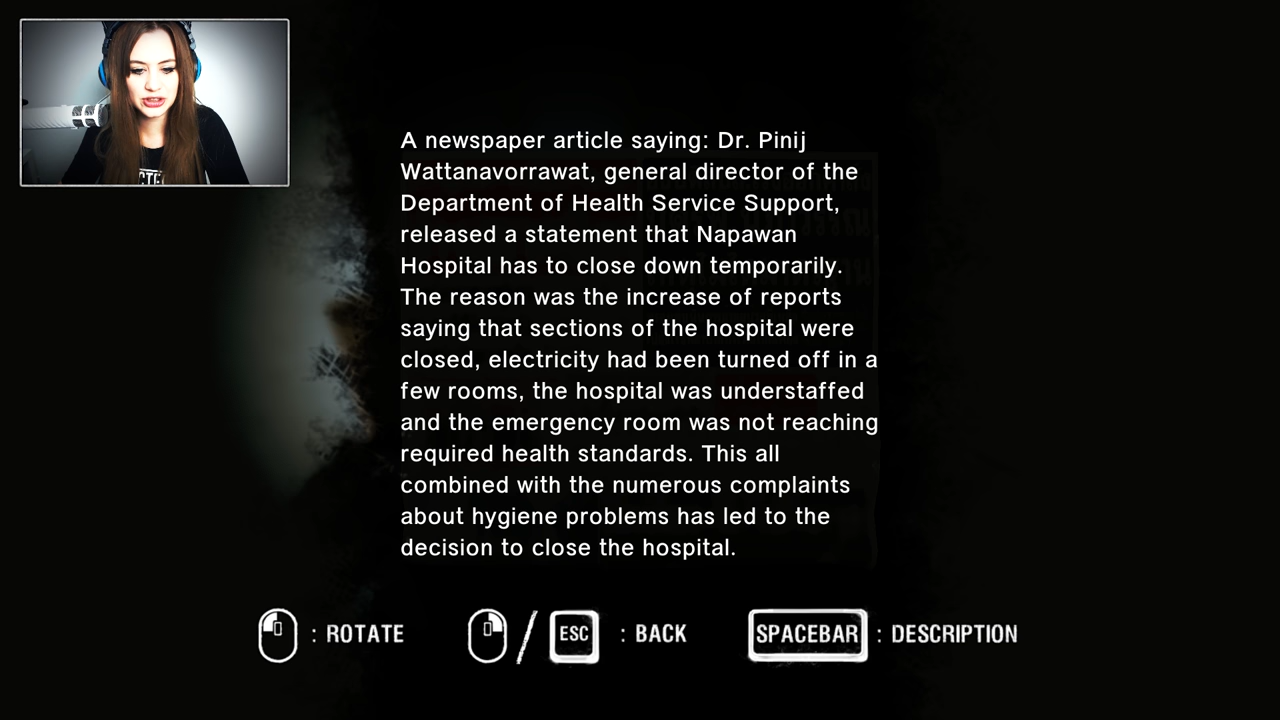 A newspaper article saying: Dr. Pinij
Wattanavorrawat, general director of the
Department of Health Service Support,
released a statement that Napawan
Hospital has to close down temporarily.
The reason was the increase of reports
saying that sections of the hospital were
closed, electricity had been turned off in a
few rooms, the hospital was understaffed
and the emergency room was not reaching
required health standards. This all
combined with the numerous complaints
about hygiene problems has led to the
decision to close the hospital.
: ROTATE / ESC : BACK SPACEBAR : DESCRIPTION